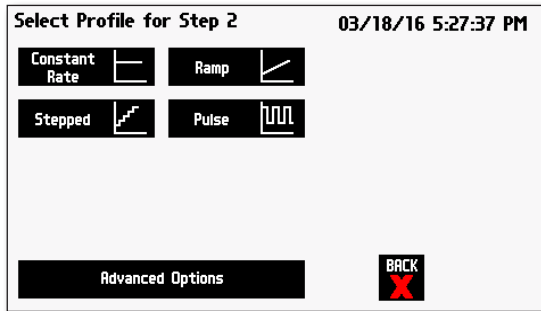 Select Profile for Step 2
03/18/16 5:27:37 PM
Constant
Rate
Ramp
Stepped
Pulse
Advanced Options
BACK
X